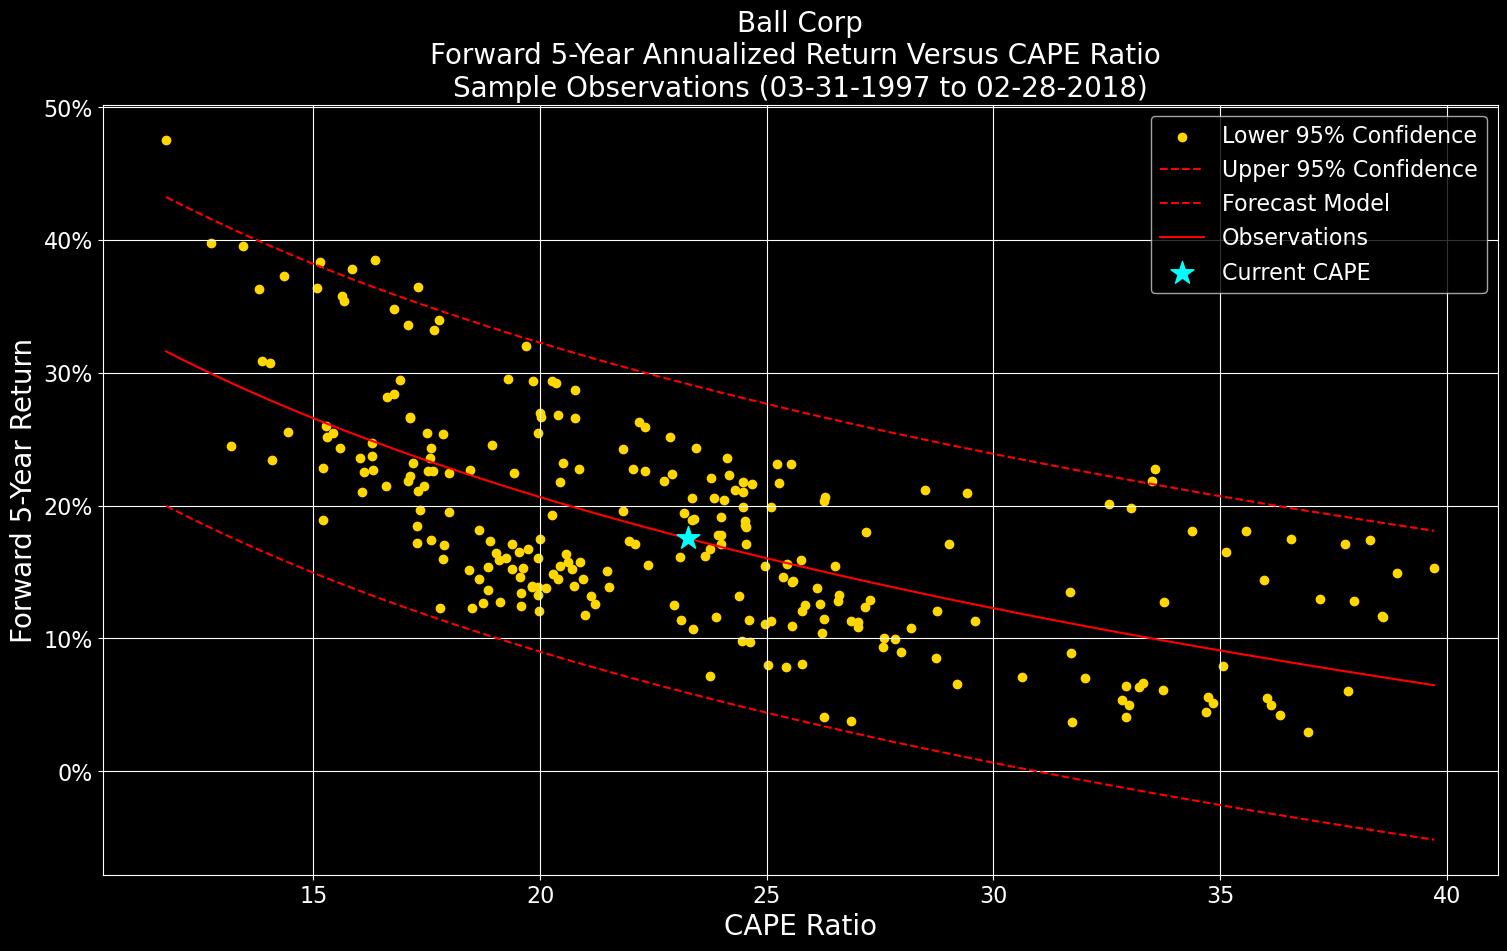 Ball Corp
Forward 5-Year Annualized Return Versus CAPE Ratio
Sample Observations (03-31-1997 to 02-28-2018)
50%
40%
30%
20%
10%
0%
Forward 5-Year Return
Lower 95% Confidence
Upper 95% Confidence
Forecast Model
Observations
Current CAPE
15 20 25 30 35 40
CAPE Ratio